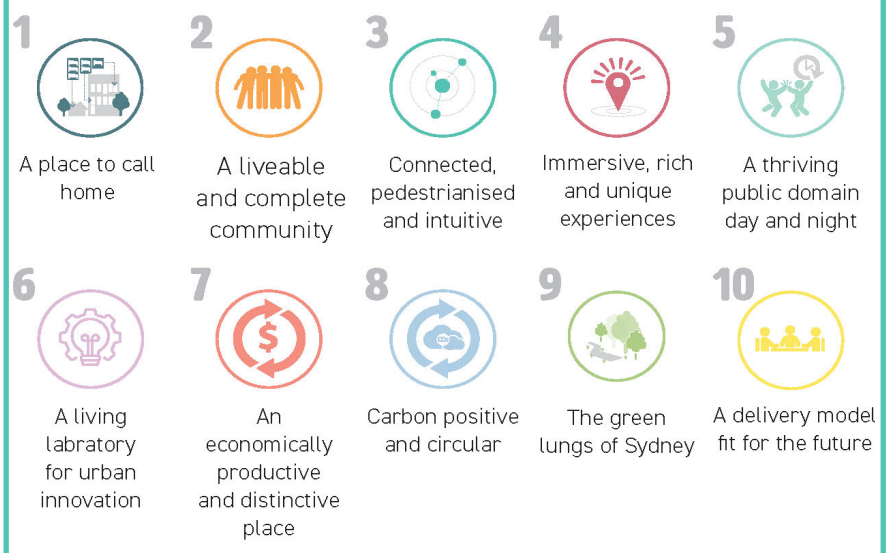 1
A place to call
home
2
A liveable
and complete
community
3
Connected,
pedestrianised
and intuitive
4
Immersive, rich
and unique
experiences
5
A thriving
public domain
day and night
6
A living
labratory
for urban
innovation
7
$
An
economically
productive
and distinctive
place
8
Carbon positive
and circular
9
The green
lungs of Sydney
10
A delivery model
fit for the future